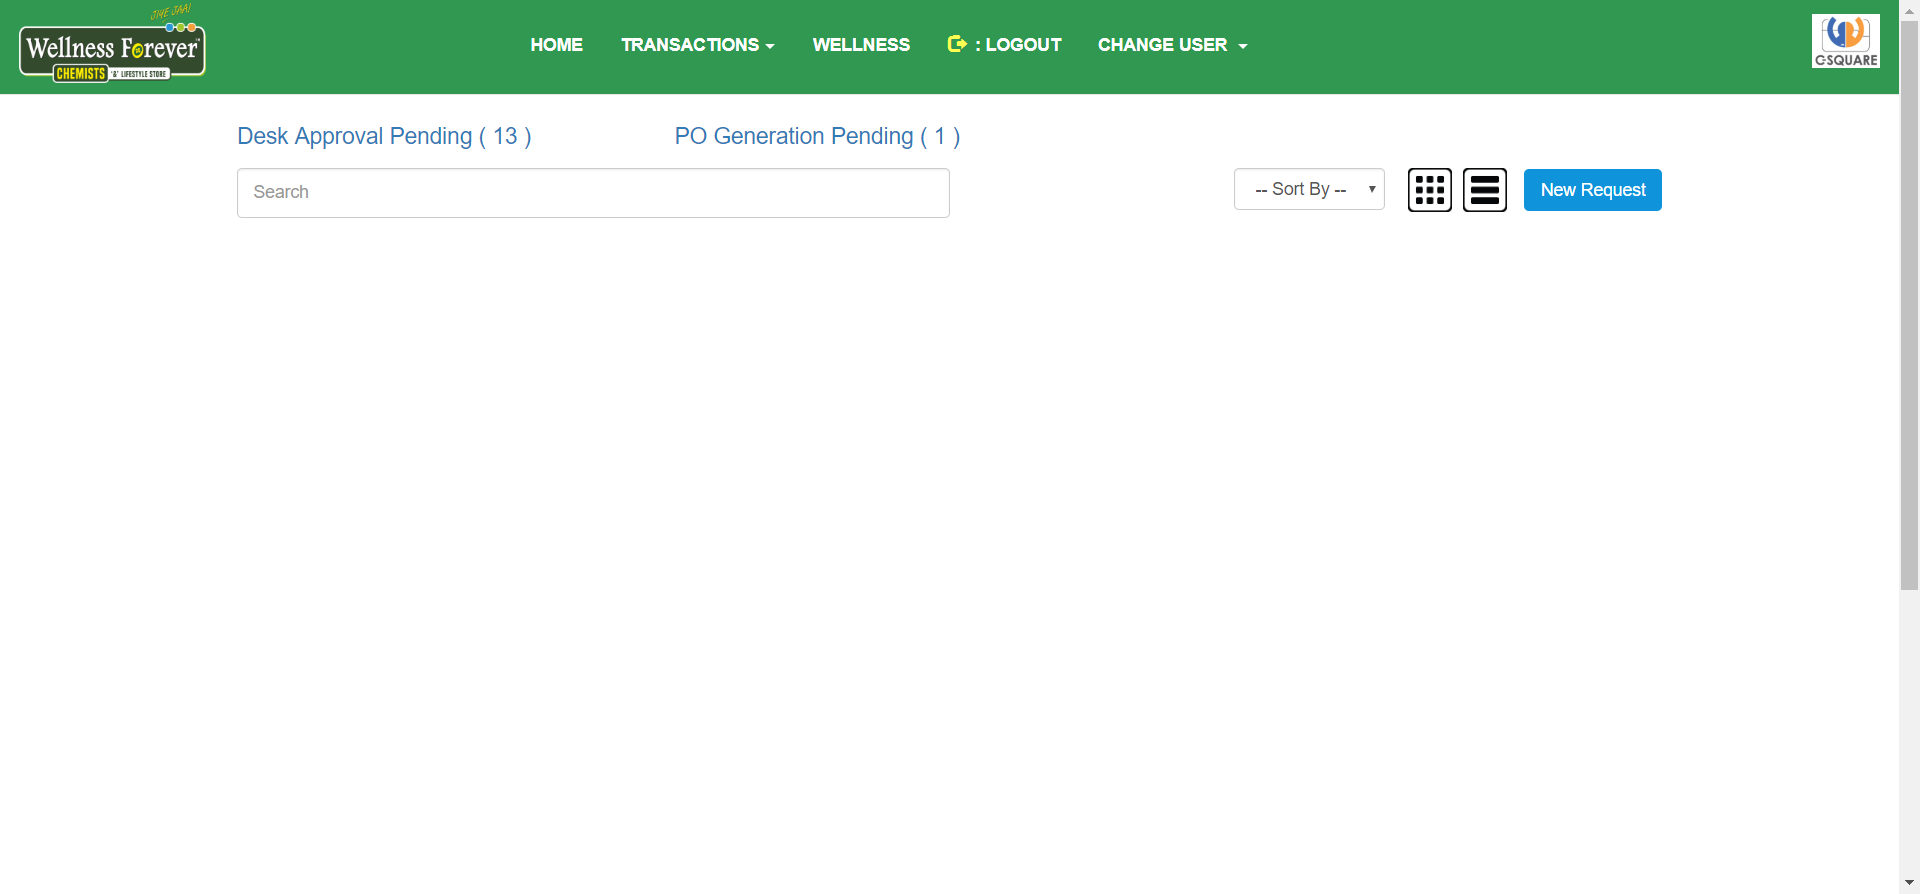 JIYE JAA!
Wellness Forever
CHEMISTS '&' LIFESTYLE STORE
HOME TRANSACTIONS WELLNESS : LOGOUT CHANGE USER
C-SQUARE
Desk Approval Pending ( 13 ) PO Generation Pending ( 1 )
Search -- Sort By -- New Request